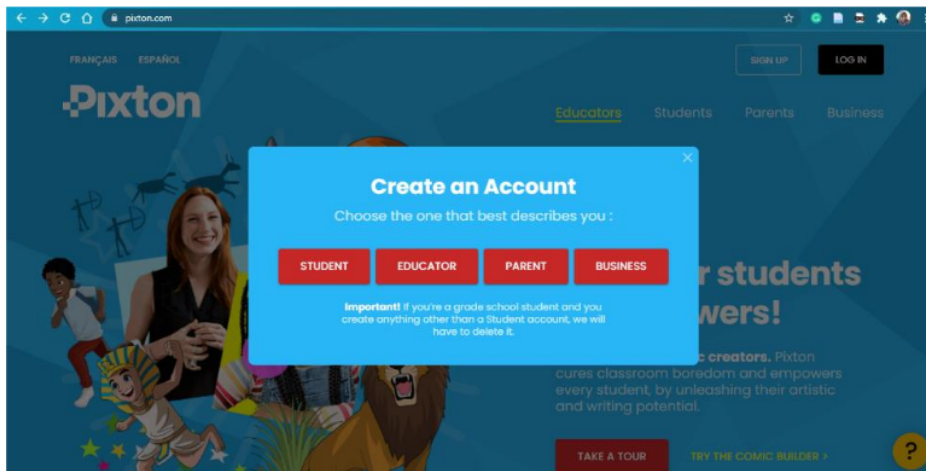 pixton.com
FRANÇAIS ESPAÑOL
SIGN UP LOG IN
Pixton
Educators Students Parents Business
Create an Account
Choose the one that best describes you :
STUDENT EDUCATOR PARENT BUSINESS
Important! If you're a grade school student and you
create anything other than a Student account, we will
have to delete it.
students
wers!
c creators. Pixton
cures classroom boredom and empowers
every student, by unleashing their artistic
and writing potential.
TAKE A TOUR TRY THE COMIC BUILDER >
?